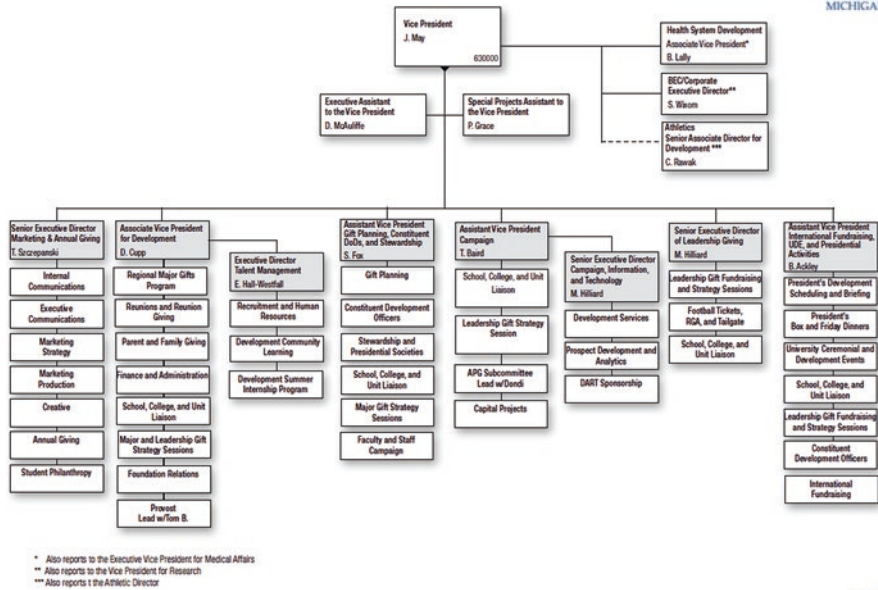 MICHIGA
Vice President
J. May
630000
Health System Development
Associate Vice President*
B. Lally
BEC/Corporate
Executive Director**
S. Wixom
Athletics
Senior Associate Director for
Development ***
C. Rawak
Executive Assistant
to the Vice President
D. McAuliffe
Special Projects Assistant to
the Vice President
P. Grace
Senior Executive Director
Marketing & Annual Giving
T. Szczepanski
Internal
Communications
Executive
Communications
Marketing
Strategy
Marketing
Production
Creative
Annual Giving
Student Philanthropy
Associate Vice President
for Development
D. Cupp
Regional Major Gifts
Program
Reunions and Reunion
Giving
Parent and Family Giving
Finance and Administration
School, College, and Unit
Liaison
Major and Leadership Gift
Strategy Sessions
Foundation Relations
Provost
Lead w/Tom B.
Executive Director
Talent Management
E. Hall-Westfall
Recruitment and Human
Resources
Development Community
Learning
Development Summer
Internship Program
Assistant Vice President
Gift Planning, Constituent
DoDs, and Stewardship
S. Fox
Gift Planning
Constituent Development
Officers
Stewardship and
Presidential Societies
School, College, and
Unit Liaison
Major Gift Strategy
Sessions
Faculty and Staff
Campaign
Assistant Vice President
Campaign
T. Baird
School, College, and Unit
Liaison
Leadership Gift Strategy
Session
APG Subcommittee
Lead w/Dondi
Capital Projects
Senior Executive Director
Campaign, Information,
and Technology
M. Hilliard
Development Services
Prospect Development and
Analytics
DART Sponsorship
Senior Executive Director
of Leadership Giving
M. Hilliard
Leadership Gift Fundraising
and Strategy Sessions
Football Tickets,
RGA, and Tailgate
School, College, and
Unit Liaison
Assistant Vice President
International Fundraising,
UDE, and Presidential
Activities
B. Ackley
President's Development
Scheduling and Briefing
President's
Box and Friday Dinners
University Ceremonial and
Development Events
School, College, and
Unit Liaison
Leadership Gift Fundraising
and Strategy Sessions
Constituent
Development Officers
International
Fundraising
* Also reports to the Executive Vice President for Medical Affairs
** Also reports to the Vice President for Research
*** Also reports t the Athletic Director